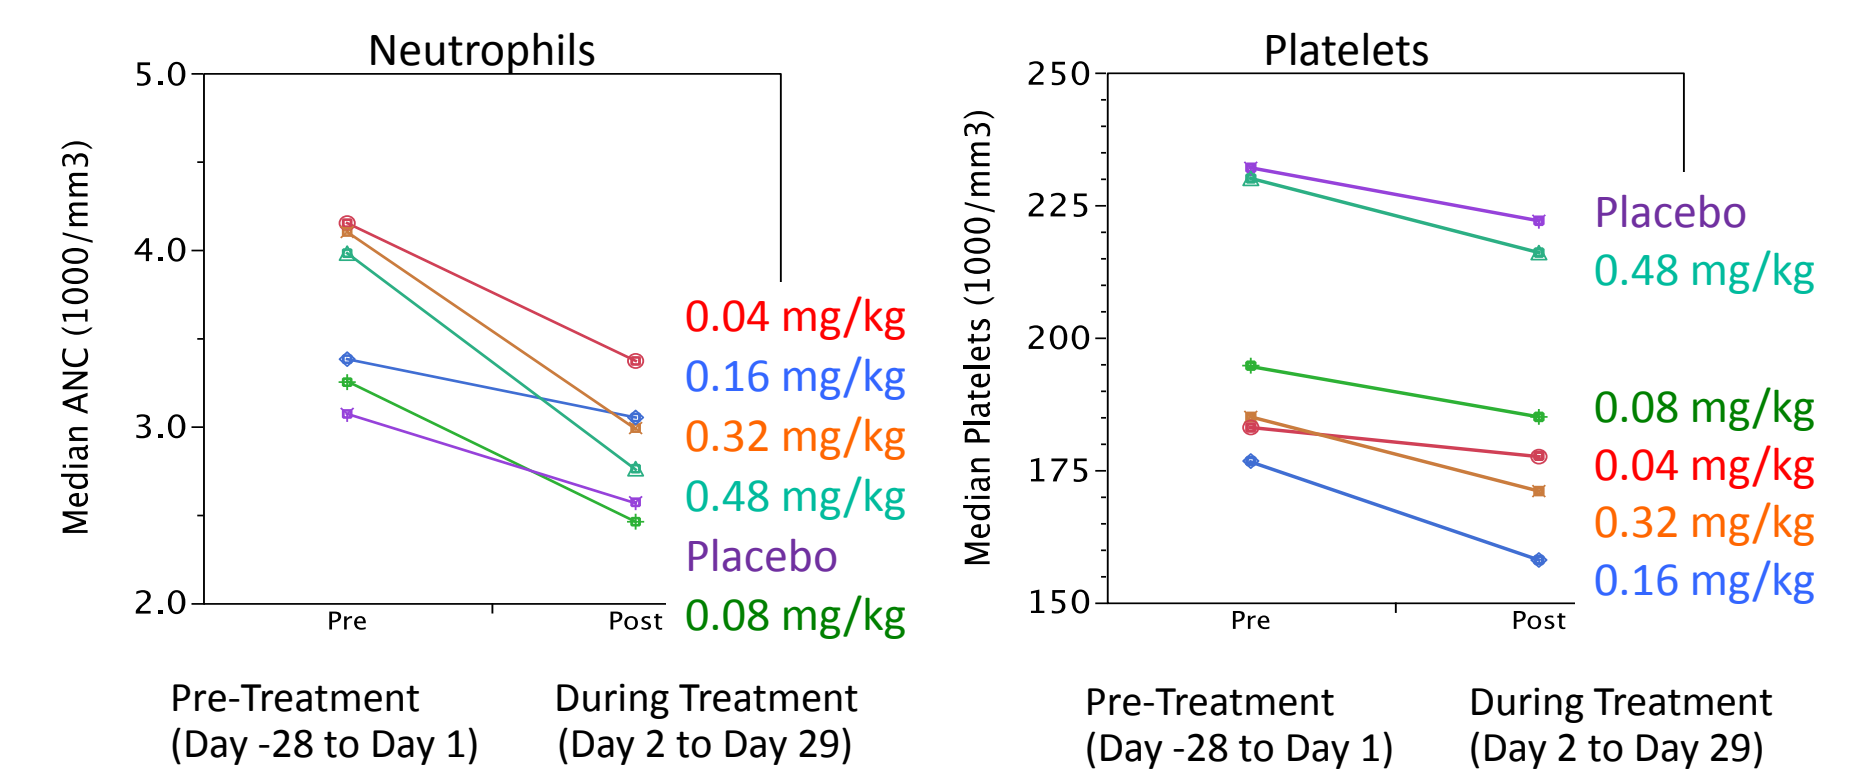 Neutrophils
Median ANC (1000/mm3)
5.0
4.0
3.0
2.0
Pre
Post
0.04 mg/kg
0.16 mg/kg
0.32 mg/kg
0.48 mg/kg
Placebo
0.08 mg/kg
Pre-Treatment
(Day -28 to Day 1)
During Treatment
(Day 2 to Day 29)
Platelets
Median Platelets (1000/mm3)
250
225
200
175
150
Pre
Post
Placebo
0.48 mg/kg
0.08 mg/kg
0.04 mg/kg
0.32 mg/kg
0.16 mg/kg
Pre-Treatment
(Day -28 to Day 1)
During Treatment
(Day 2 to Day 29)